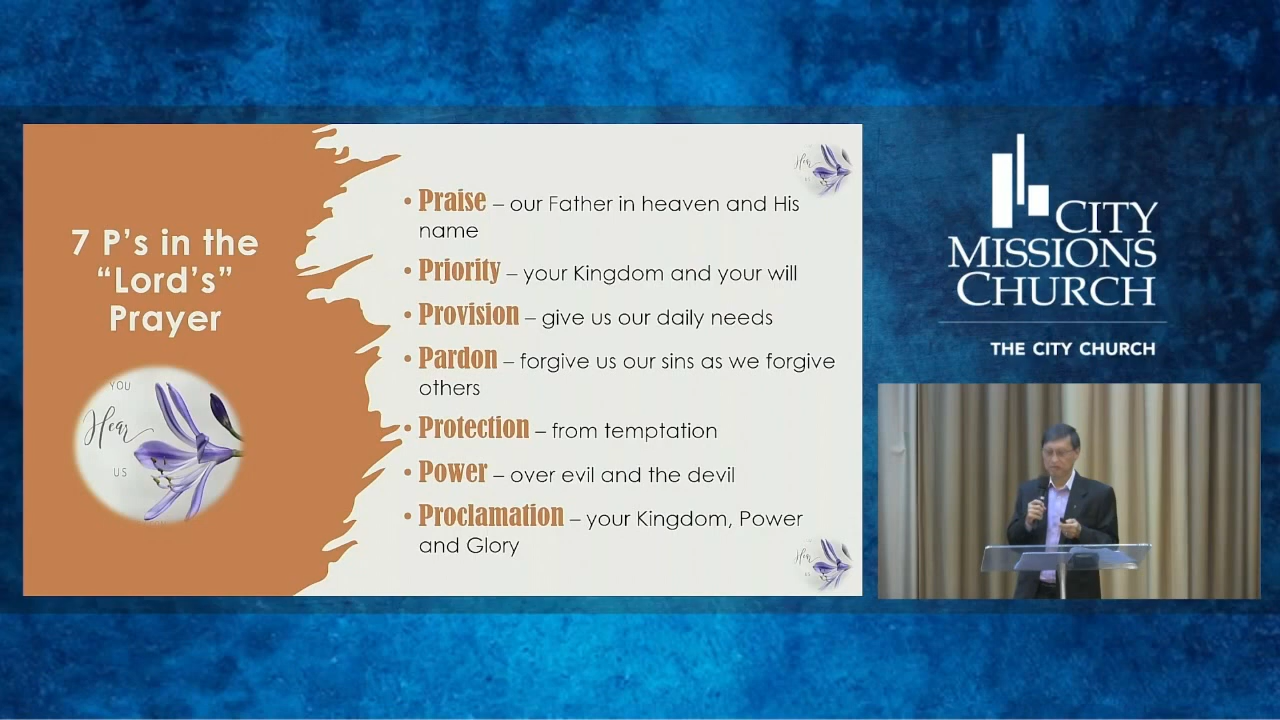 7 P's in the
“Lord's”
Prayer
YOU
Hear
US
Hear
• Praise – our Father in heaven and His
name
• Priority – your Kingdom and your will
• Provision – give us our daily needs
• Pardon – forgive us our sins as we forgive
others
• Protection – from temptation
• Power – over evil and the devil
• Proclamation – your Kingdom, Power
and Glory
Hear
CITY
MISSIONS
CHURCH
THE CITY CHURCH